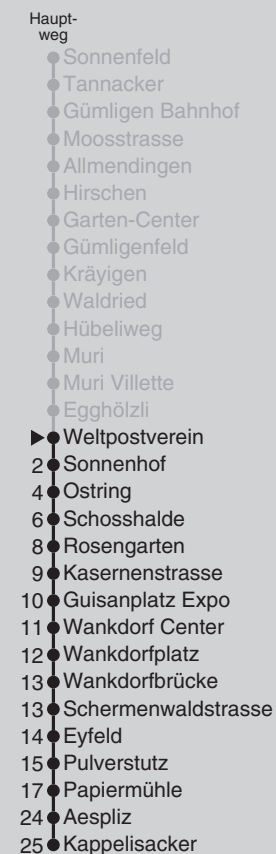 Haupt-
weg
Sonnenfeld
Tannacker
Gümligen Bahnhof
Moosstrasse
Allmendingen
Hirschen
Garten-Center
Gümligenfeld
Kräyigen
Waldried
Hübeliweg
Muri
Muri Villette
Egghölzli
Weltpostverein
2 Sonnenhof
4 Ostring
6 Schosshalde
8 Rosengarten
9 Kasernenstrasse
10 Guisanplatz Expo
11 Wankdorf Center
12 Wankdorfplatz
13 Wankdorfbrücke
13 Schermenwaldstrasse
14 Eyfeld
15 Pulverstutz
17 Papiermühle
24 Aespliz
25 Kappelisacker